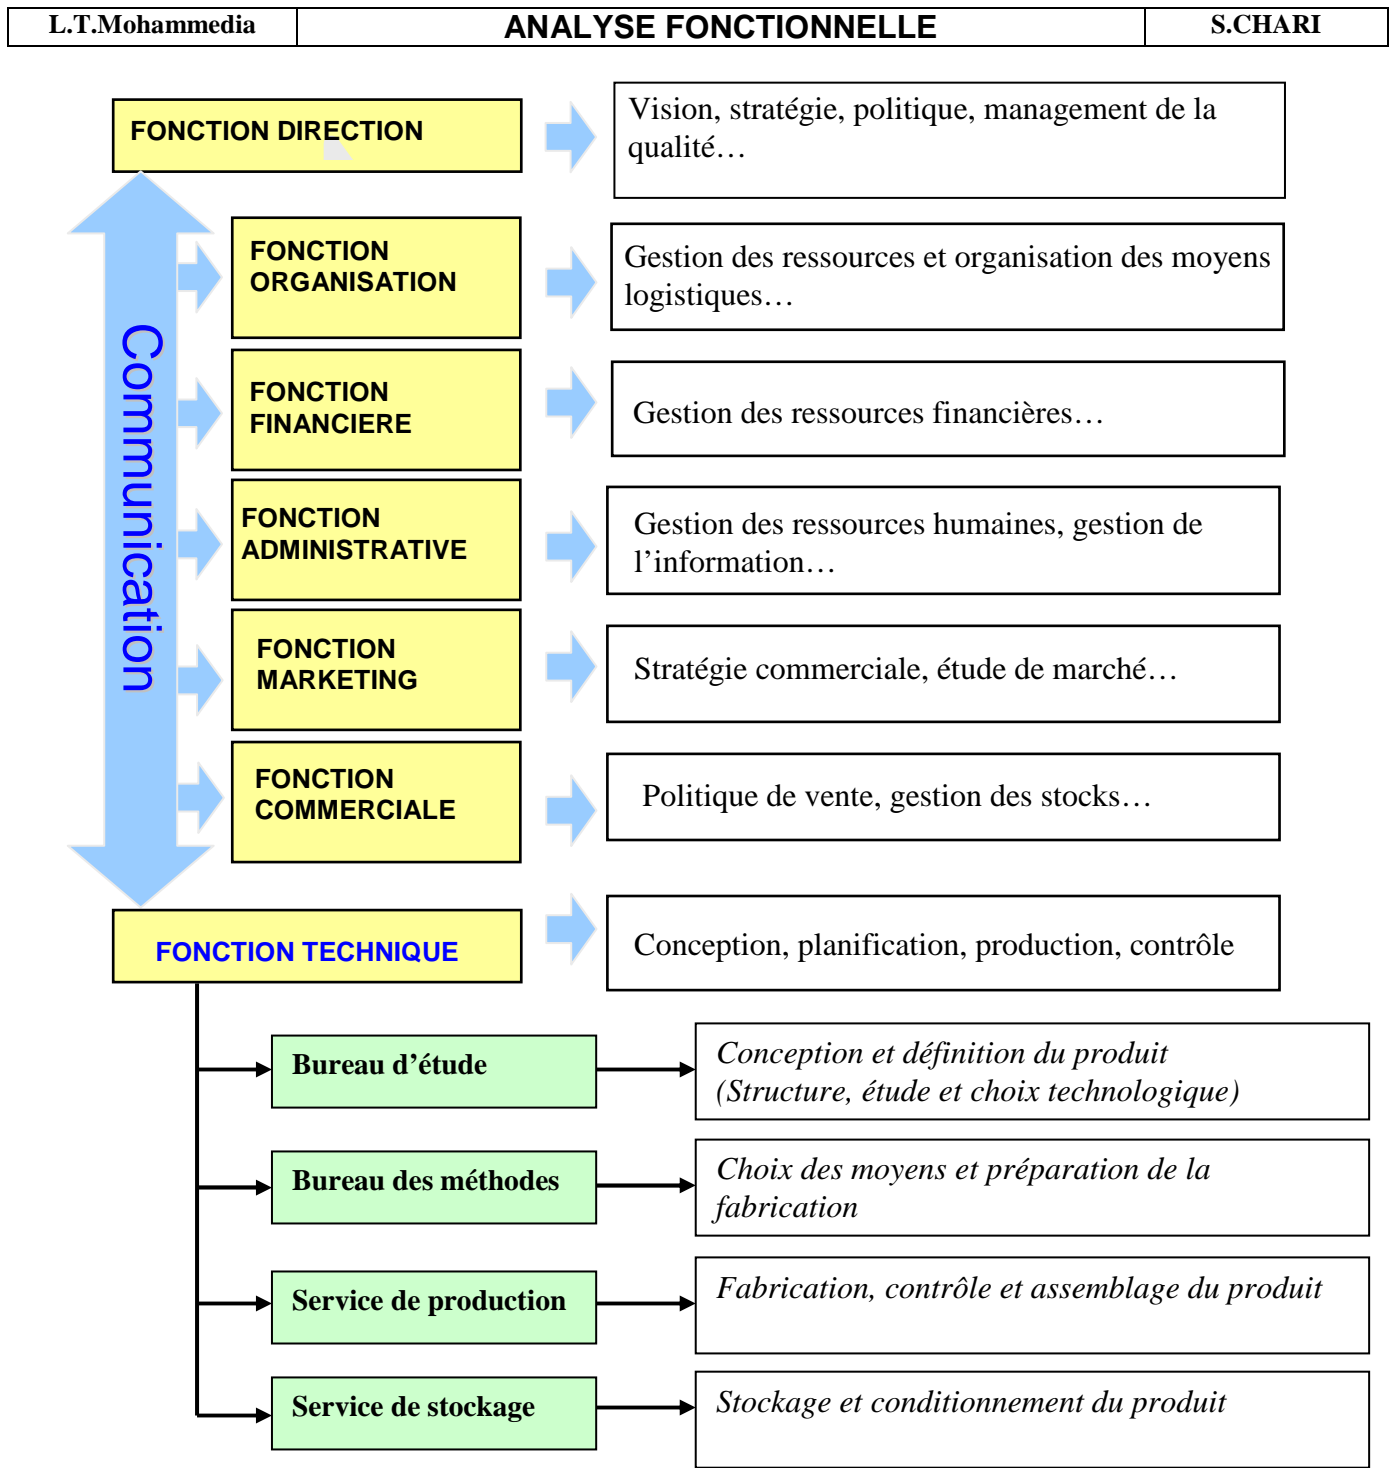 L.T.Mohammedia
ANALYSE FONCTIONNELLE
S.CHARI
FONCTION DIRECTION
Vision, stratégie, politique, management de la
qualité…
Communication
FONCTION
ORGANISATION
Gestion des ressources et organisation des moyens
logistiques…
FONCTION
FINANCIERE
Gestion des ressources financières…
FONCTION
ADMINISTRATIVE
Gestion des ressources humaines, gestion de
l’information…
FONCTION
MARKETING
Stratégie commerciale, étude de marché…
FONCTION
COMMERCIALE
Politique de vente, gestion des stocks…
FONCTION TECHNIQUE
Conception, planification, production, contrôle
Bureau d’étude
Conception et définition du produit
(Structure, étude et choix technologique)
Bureau des méthodes
Choix des moyens et préparation de la
fabrication
Service de production
Fabrication, contrôle et assemblage du produit
Service de stockage
Stockage et conditionnement du produit